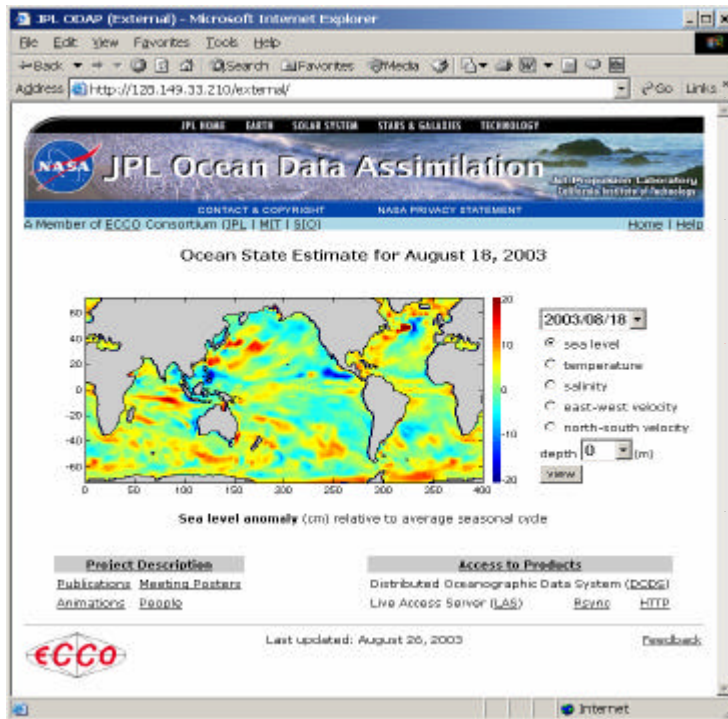 JPL ODAP (External) - Microsoft Internet Explorer
File Edit View Favorites Tools Help
Back Search Favorites Media
Address http://128.149.33.210/external/ Go Links
JPL HOME EARTH SOLAR SYSTEM STARS & GALAXIES TECHNOLOGY
NASA JPL Ocean Data Assimilation
Jet Propulsion Laboratory
California Institute of Technology
CONTACT & COPYRIGHT NASA PRIVACY STATEMENT
A Member of ECCO Consortium (JPL | MIT | SIO) Home | Help
Ocean State Estimate for August 18, 2003
60
40
20
0
-20
-40
-60
0 50 100 150 200 250 300 350 400
20
10
0
-10
-20
2003/08/18
sea level
temperature
salinity
east-west velocity
north-south velocity
depth 0 (m)
view
Sea level anomaly (cm) relative to average seasonal cycle
Project Description
Publications Meeting Posters
Animations People
Access to Products
Distributed Oceanographic Data System (DODS)
Live Access Server (LAS) Rsync HTTP
ECCO
Last updated: August 26, 2003 Feedback
Internet